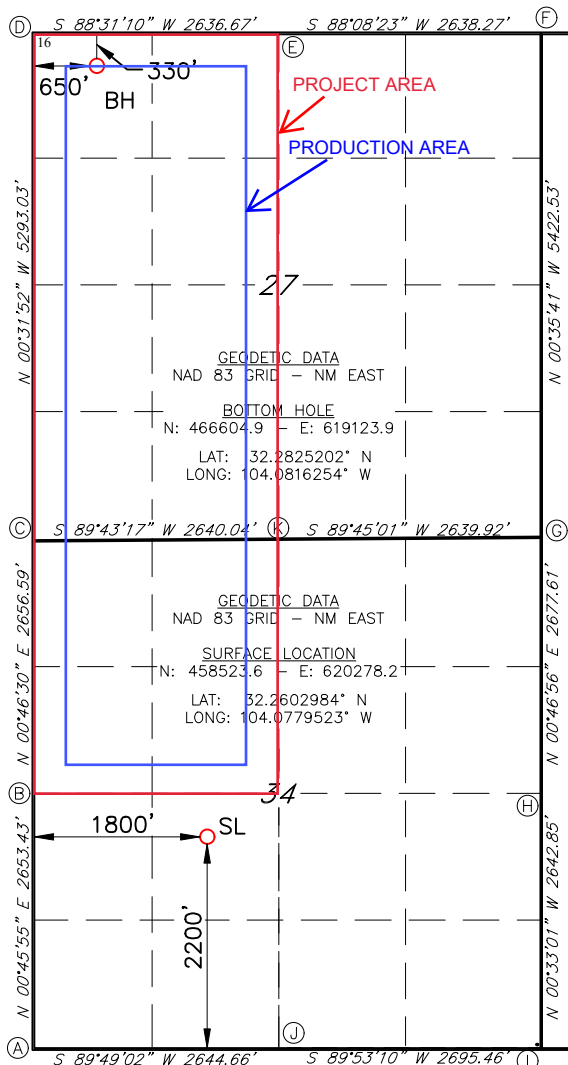 S 88°31'10" W 2636.67'
S 88°08'23" W 2638.27'
D
F
16
E
330'
650'
BH
PROJECT AREA
PRODUCTION AREA
N 00°31'52" W 5293.03'
N 00°35'41" W 5422.53'
27
GEODETIC DATA
NAD 83 GRID – NM EAST
BOTTOM HOLE
N: 466604.9 – E: 619123.9
LAT: 32.2825202° N
LONG: 104.0816254° W
C
S 89°43'17" W 2640.04'
K
S 89°45'01" W 2639.92'
G
N 00°46'30" E 2656.59'
N 00°46'56" E 2677.61'
GEODETIC DATA
NAD 83 GRID – NM EAST
SURFACE LOCATION
N: 458523.6 – E: 620278.2
LAT: 32.2602984° N
LONG: 104.0779523° W
B
34
H
1800'
SL
2200'
N 00°45'55" E 2653.43'
N 00°33'01" W 2642.85'
A
J
S 89°49'02" W 2644.66'
S 89°53'10" W 2695.46'
I